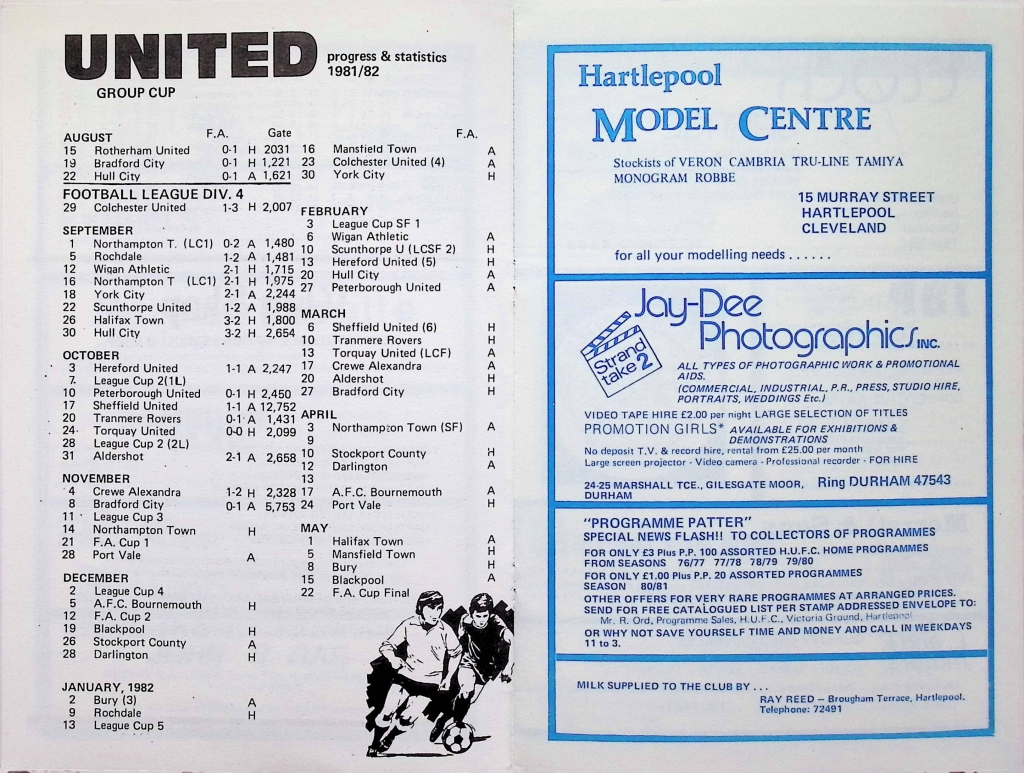 UNITED progress & statistics
1981/82
GROUP CUP
F.A. Gate
AUGUST
15 Rotherham United 0-1 H 2031
19 Bradford City 0-1 H 1,221
22 Hull City 0-1 A 1,621
FOOTBALL LEAGUE DIV. 4
29 Colchester United 1-3 H 2,007
SEPTEMBER
1 Northampton T. (LC1) 0-2 A 1,480
5 Rochdale 1-2 A 1,481
12 Wigan Athletic 2-1 H 1,715
16 Northampton T (LC1) 2-1 H 1,975
18 York City 2-1 A 2,244
22 Scunthorpe United 1-2 A 1,988
26 Halifax Town 3-2 H 1,800
30 Hull City 3-2 H 2,654
OCTOBER
3 Hereford United 1-1 A 2,247
7. League Cup 2(1L)
10 Peterborough United 0-1 H 2,450
17 Sheffield United 1-1 A 12,752
20 Tranmere Rovers 0-1 A 1,431
24 Torquay United 0-0 H 2,099
28 League Cup 2 (2L)
31 Aldershot 2-1 A 2,658
NOVEMBER
4 Crewe Alexandra 1-2 H 2,328
8 Bradford City 0-1 A 5,753
11 League Cup 3
14 Northampton Town H
21 F.A. Cup 1
28 Port Vale A
DECEMBER
2 League Cup 4
5 A.F.C. Bournemouth H
12 F.A. Cup 2
19 Blackpool H
26 Stockport County A
28 Darlington H
JANUARY, 1982
2 Bury (3) A
9 Rochdale H
13 League Cup 5
F.A.
16 Mansfield Town A
23 Colchester United (4) A
30 York City H
FEBRUARY
3 League Cup SF 1
6 Wigan Athletic A
10 Scunthorpe U (LCSF 2) H
13 Hereford United (5) H
20 Hull City A
27 Peterborough United A
MARCH
6 Sheffield United (6) H
10 Tranmere Rovers H
13 Torquay United (LCF) A
17 Crewe Alexandra A
20 Aldershot H
27 Bradford City H
APRIL
3 Northampton Town (SF) A
9
10 Stockport County H
12 Darlington A
13
17 A.F.C. Bournemouth A
24 Port Vale H
MAY
1 Halifax Town A
5 Mansfield Town H
8 Bury H
15 Blackpool A
22 F.A. Cup Final
Hartlepool
MODEL CENTRE
Stockists of VERON CAMBRIA TRU-LINE TAMIYA
MONOGRAM ROBBE
15 MURRAY STREET
HARTLEPOOL
CLEVELAND
for all your modelling needs . . . . . .
Jay-Dee
Photographics INC.
Strand
take 2
ALL TYPES OF PHOTOGRAPHIC WORK & PROMOTIONAL
AIDS.
(COMMERCIAL, INDUSTRIAL, P.R., PRESS, STUDIO HIRE,
PORTRAITS, WEDDINGS Etc.)
VIDEO TAPE HIRE £2.00 per night LARGE SELECTION OF TITLES
PROMOTION GIRLS* AVAILABLE FOR EXHIBITIONS &
DEMONSTRATIONS
No deposit T.V. & record hire, rental from £25.00 per month
Large screen projector - Video camera - Professional recorder - FOR HIRE
24-25 MARSHALL TCE., GILESGATE MOOR, Ring DURHAM 47543
DURHAM
"PROGRAMME PATTER"
SPECIAL NEWS FLASH!! TO COLLECTORS OF PROGRAMMES
FOR ONLY £3 Plus P.P. 100 ASSORTED H.U.F.C. HOME PROGRAMMES
FROM SEASONS 76/77 77/78 78/79 79/80
FOR ONLY £1.00 Plus P.P. 20 ASSORTED PROGRAMMES
SEASON 80/81
OTHER OFFERS FOR VERY RARE PROGRAMMES AT ARRANGED PRICES.
SEND FOR FREE CATALOGUED LIST PER STAMP ADDRESSED ENVELOPE TO:
Mr. R. Ord, Programme Sales, H.U.F.C., Victoria Ground, Hartlepool
OR WHY NOT SAVE YOURSELF TIME AND MONEY AND CALL IN WEEKDAYS
11 to 3.
MILK SUPPLIED TO THE CLUB BY . . .
RAY REED – Brougham Terrace, Hartlepool.
Telephone: 72491